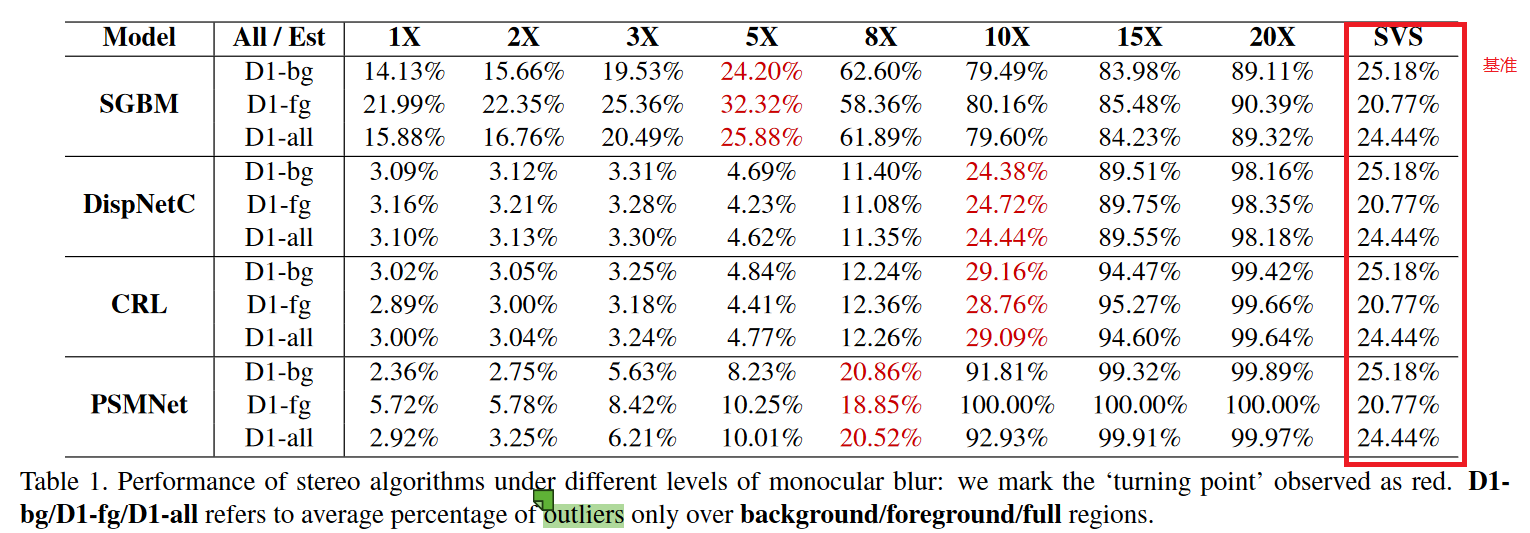 Model All / Est 1X 2X 3X 5X 8X 10X 15X 20X SVS
基准
D1-bg 14.13% 15.66% 19.53% 24.20% 62.60% 79.49% 83.98% 89.11% 25.18%
SGBM D1-fg 21.99% 22.35% 25.36% 32.32% 58.36% 80.16% 85.48% 90.39% 20.77%
D1-all 15.88% 16.76% 20.49% 25.88% 61.89% 79.60% 84.23% 89.32% 24.44%
D1-bg 3.09% 3.12% 3.31% 4.69% 11.40% 24.38% 89.51% 98.16% 25.18%
DispNetC D1-fg 3.16% 3.21% 3.28% 4.23% 11.08% 24.72% 89.75% 98.35% 20.77%
D1-all 3.10% 3.13% 3.30% 4.62% 11.35% 24.44% 89.55% 98.18% 24.44%
D1-bg 3.02% 3.05% 3.25% 4.84% 12.24% 29.16% 94.47% 99.42% 25.18%
CRL D1-fg 2.89% 3.00% 3.18% 4.41% 12.36% 28.76% 95.27% 99.66% 20.77%
D1-all 3.00% 3.04% 3.24% 4.77% 12.26% 29.09% 94.60% 99.64% 24.44%
D1-bg 2.36% 2.75% 5.63% 8.23% 20.86% 91.81% 99.32% 99.89% 25.18%
PSMNet D1-fg 5.72% 5.78% 8.42% 10.25% 18.85% 100.00% 100.00% 100.00% 20.77%
D1-all 2.92% 3.25% 6.21% 10.01% 20.52% 92.93% 99.91% 99.97% 24.44%
Table 1. Performance of stereo algorithms under different levels of monocular blur: we mark the ‘turning point’ observed as red. D1-
bg/D1-fg/D1-all refers to average percentage of outliers only over background/foreground/full regions.